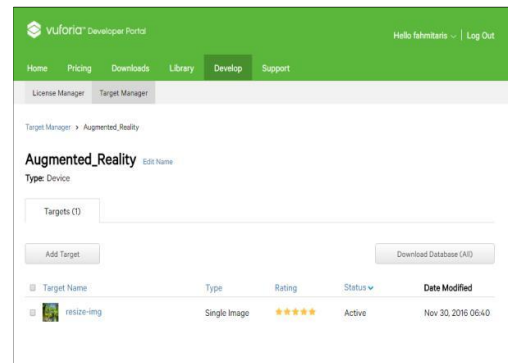 vuforia™ Developer Portal
Hello fahmitaris | Log Out
Home Pricing Downloads Library Develop Support
License Manager Target Manager
Target Manager > Augmented_Reality
Augmented_Reality Edit Name
Type: Device
Targets (1)
Add Target Download Database (All)
Target Name Type Rating Status Date Modified
resize-img Single Image Active Nov 30, 2016 06:40